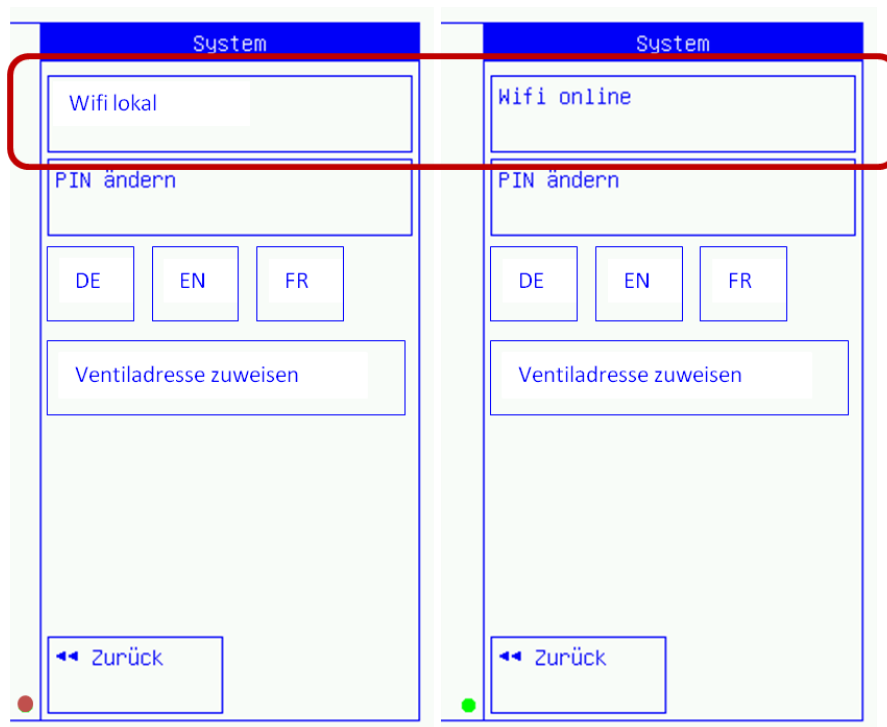 System
Wifi lokal
PIN ändern
DE EN FR
Ventiladresse zuweisen
◄◄ Zurück
System
Wifi online
PIN ändern
DE EN FR
Ventiladresse zuweisen
◄◄ Zurück